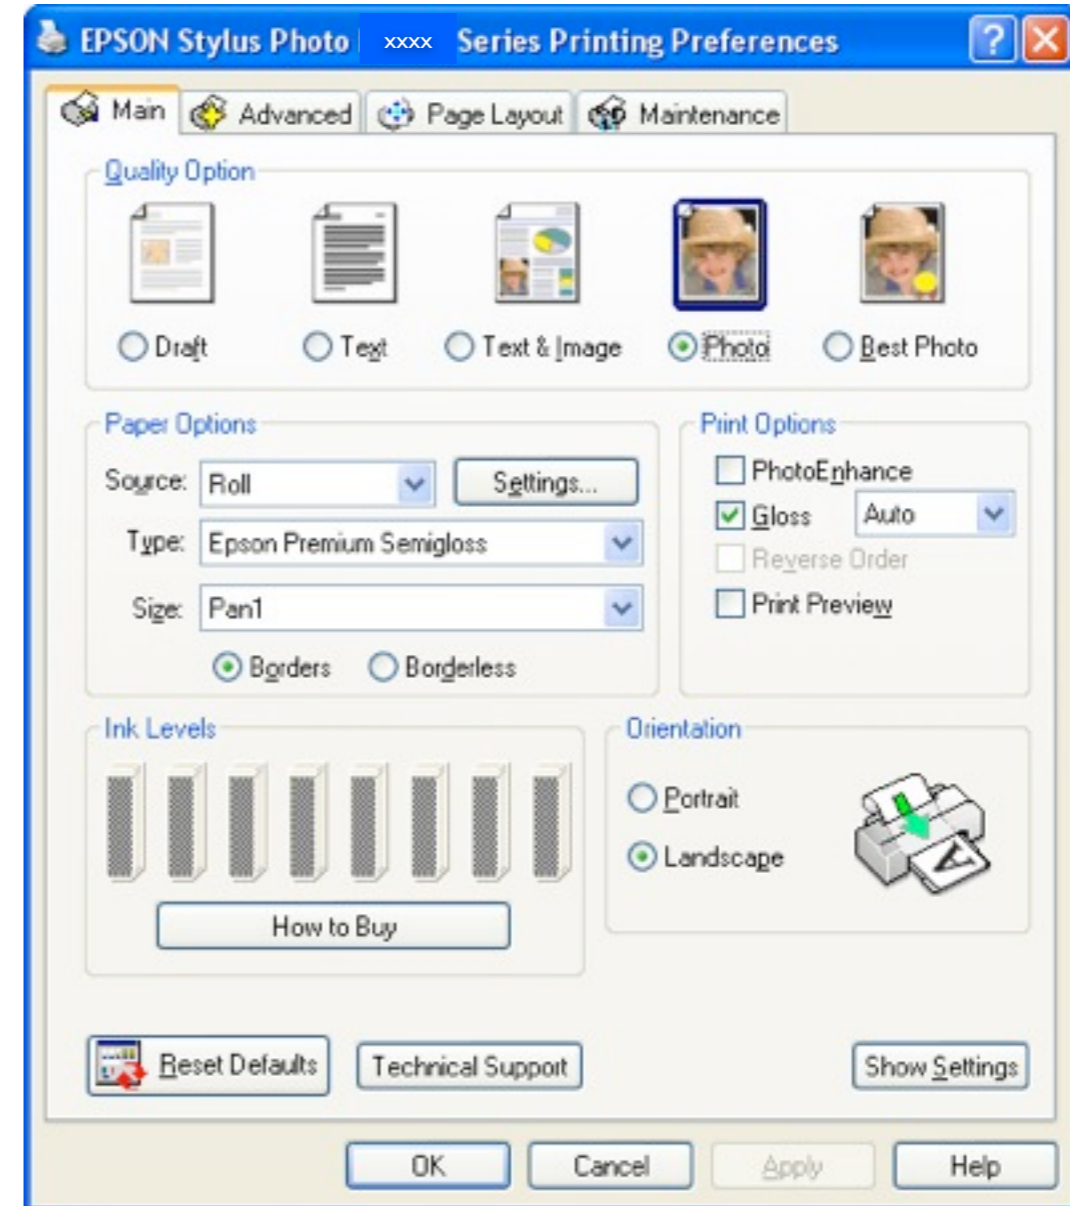 EPSON Stylus Photo xxxx Series Printing Preferences
Main Advanced Page Layout Maintenance
Quality Option
Draft Text Text & Image Photo Best Photo
Paper Options
Source: Roll Settings...
Type: Epson Premium Semigloss
Size: Pan1
Borders Borderless
Print Options
PhotoEnhance
Gloss Auto
Reverse Order
Print Preview
Ink Levels
How to Buy
Orientation
Portrait
Landscape
A
Reset Defaults Technical Support Show Settings
OK Cancel Apply Help